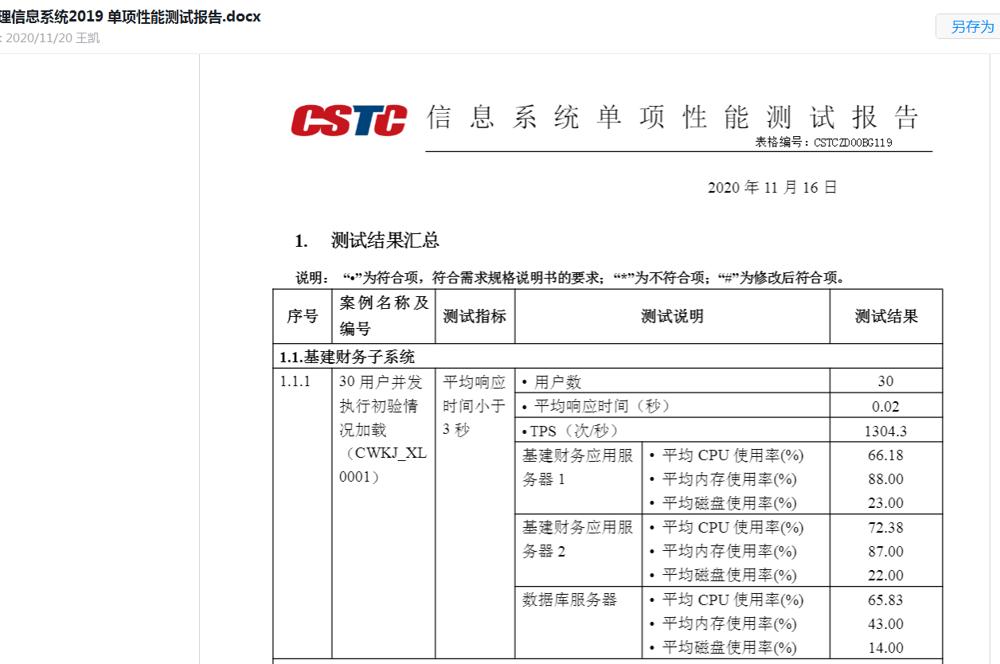 理信息系统2019 单项性能测试报告.docx
: 2020/11/20 王凯
另存为
CSTC 信息系统单项性能测试报告
表格编号：CSTCZD00BG119
2020 年 11 月 16 日
1. 测试结果汇总
说明： “•”为符合项，符合需求规格说明书的要求；“*”为不符合项；“#”为修改后符合项。
序号 案例名称及编号 测试指标 测试说明 测试结果
1.1.基建财务子系统
1.1.1 30 用户并发 平均响应 • 用户数 30
执行初验情 时间小于 • 平均响应时间（秒） 0.02
况加载 3 秒 •TPS（次/秒） 1304.3
（CWKJ_XL 基建财务应用服 • 平均 CPU 使用率(%) 66.18
0001） 务器 1 • 平均内存使用率(%) 88.00
• 平均磁盘使用率(%) 23.00
基建财务应用服 • 平均 CPU 使用率(%) 72.38
务器 2 • 平均内存使用率(%) 87.00
• 平均磁盘使用率(%) 22.00
数据库服务器 • 平均 CPU 使用率(%) 65.83
• 平均内存使用率(%) 43.00
• 平均磁盘使用率(%) 14.00